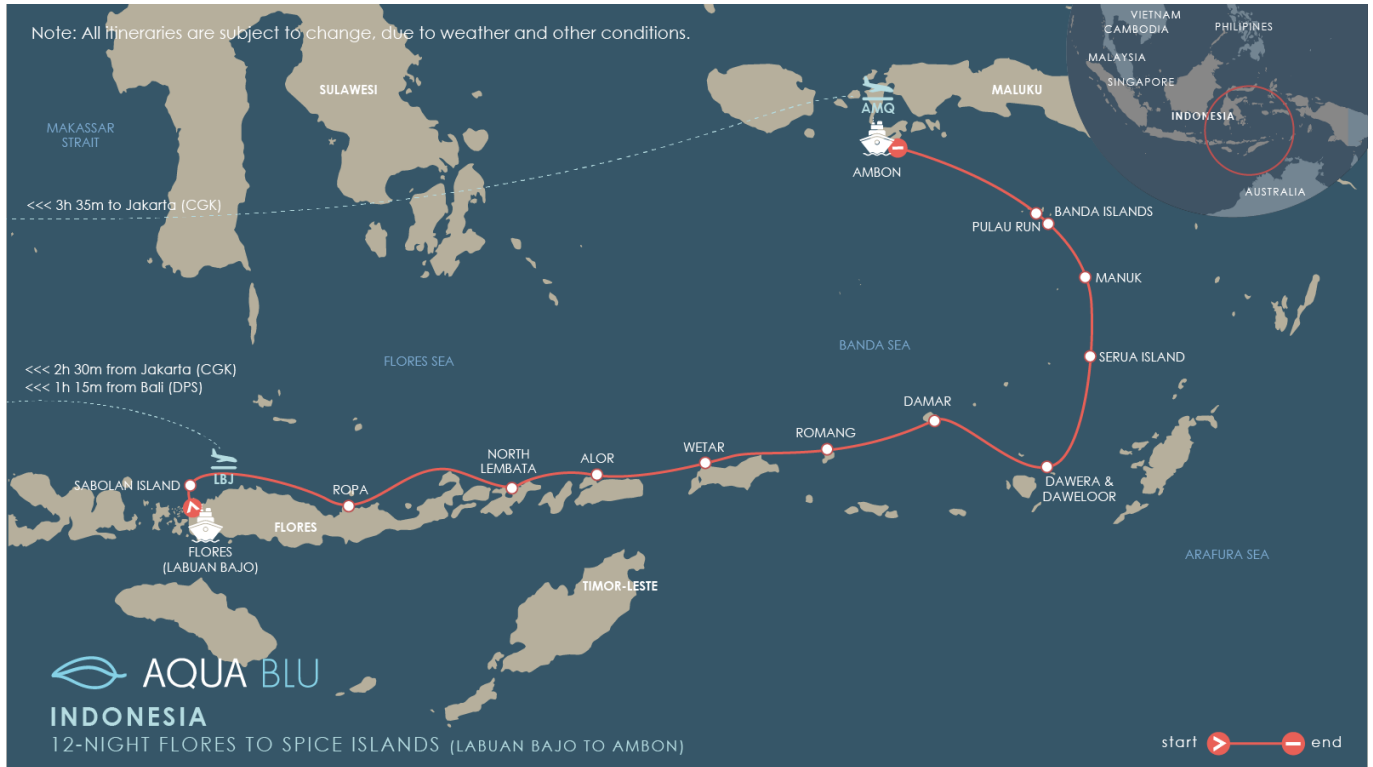 Note: All itineraries are subject to change, due to weather and other conditions.
VIETNAM
CAMBODIA
PHILIPINES
MALAYSIA
SINGAPORE
INDONESIA
AUSTRALIA
SULAWESI
MALUKU
MAKASSAR
STRAIT
AMQ
AMBON
<<< 3h 35m to Jakarta (CGK)
BANDA ISLANDS
PULAU RUN
MANUK
BANDA SEA
SERUA ISLAND
FLORES SEA
<<< 2h 30m from Jakarta (CGK)
<<< 1h 15m from Bali (DPS)
DAMAR
ROMANG
WETAR
NORTH
LEMBATA
ALOR
LBJ
SABOLAN ISLAND
ROPA
DAWERA &
DAWELOOR
FLORES
FLORES
(LABUAN BAJO)
ARAFURA SEA
TIMOR-LESTE
AQUA BLU
INDONESIA
12-NIGHT FLORES TO SPICE ISLANDS (LABUAN BAJO TO AMBON)
start
end